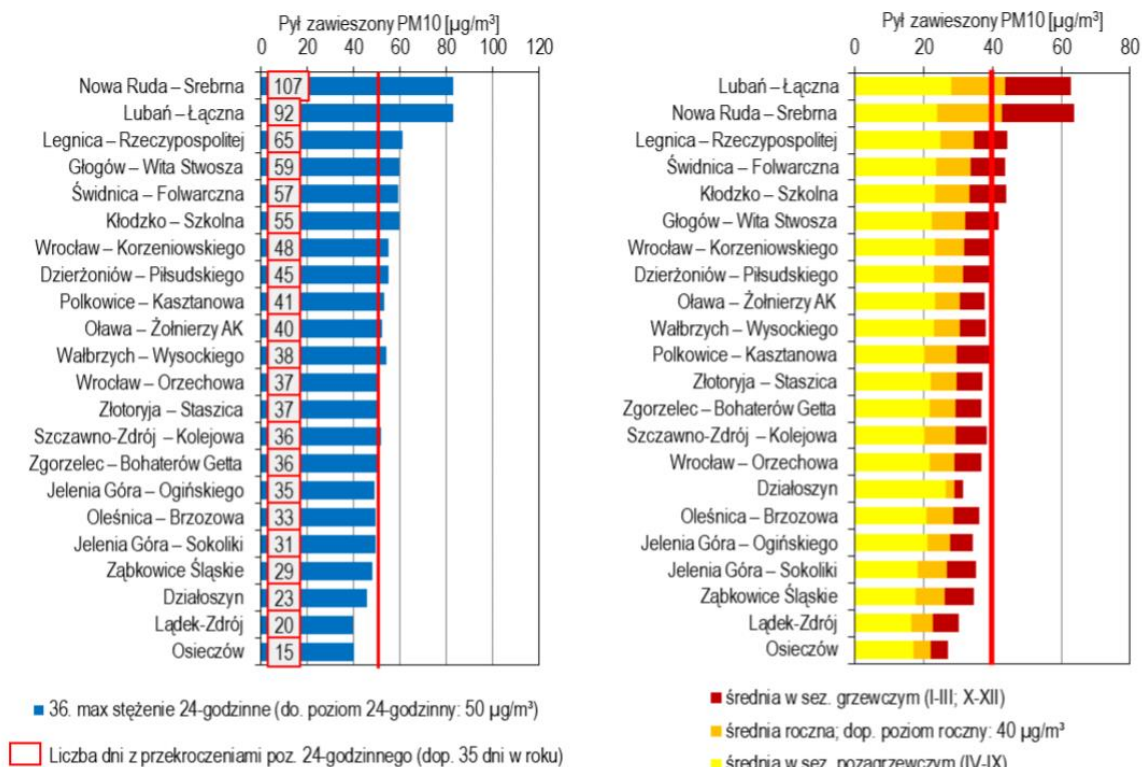 Pył zawieszony PM10 [µg/m³]
0 20 40 60 80 100 120
Nowa Ruda – Srebrna 107
Lubań – Łączna 92
Legnica – Rzeczypospolitej 65
Głogów – Wita Stwosza 59
Świdnica – Folwarczna 57
Kłodzko – Szkolna 55
Wrocław – Korzeniowskiego 48
Dzierżoniów – Piłsudskiego 45
Polkowice – Kasztanowa 41
Oława – Żołnierzy AK 40
Wałbrzych – Wysockiego 38
Wrocław – Orzechowa 37
Złotoryja – Staszica 37
Szczawno-Zdrój – Kolejowa 36
Zgorzelec – Bohaterów Getta 36
Jelenia Góra – Ogińskiego 35
Oleśnica – Brzozowa 33
Jelenia Góra – Sokoliki 31
Ząbkowice Śląskie 29
Działoszyn 23
Lądek-Zdrój 20
Osieczów 15
36. max stężenie 24-godzinne (do. poziom 24-godzinny: 50 µg/m³)
Liczba dni z przekroczeniami poz. 24-godzinnego (dop. 35 dni w roku)
Pył zawieszony PM10 [µg/m³]
0 20 40 60 80
Lubań – Łączna
Nowa Ruda – Srebrna
Legnica – Rzeczypospolitej
Świdnica – Folwarczna
Kłodzko – Szkolna
Głogów – Wita Stwosza
Wrocław – Korzeniowskiego
Dzierżoniów – Piłsudskiego
Oława – Żołnierzy AK
Wałbrzych – Wysockiego
Polkowice – Kasztanowa
Złotoryja – Staszica
Zgorzelec – Bohaterów Getta
Szczawno-Zdrój – Kolejowa
Wrocław – Orzechowa
Działoszyn
Oleśnica – Brzozowa
Jelenia Góra – Ogińskiego
Jelenia Góra – Sokoliki
Ząbkowice Śląskie
Lądek-Zdrój
Osieczów
średnia w sez. grzewczym (I-III; X-XII)
średnia roczna; dop. poziom roczny: 40 µg/m³
średnia w sez. pozagrzewczym (IV-IX)